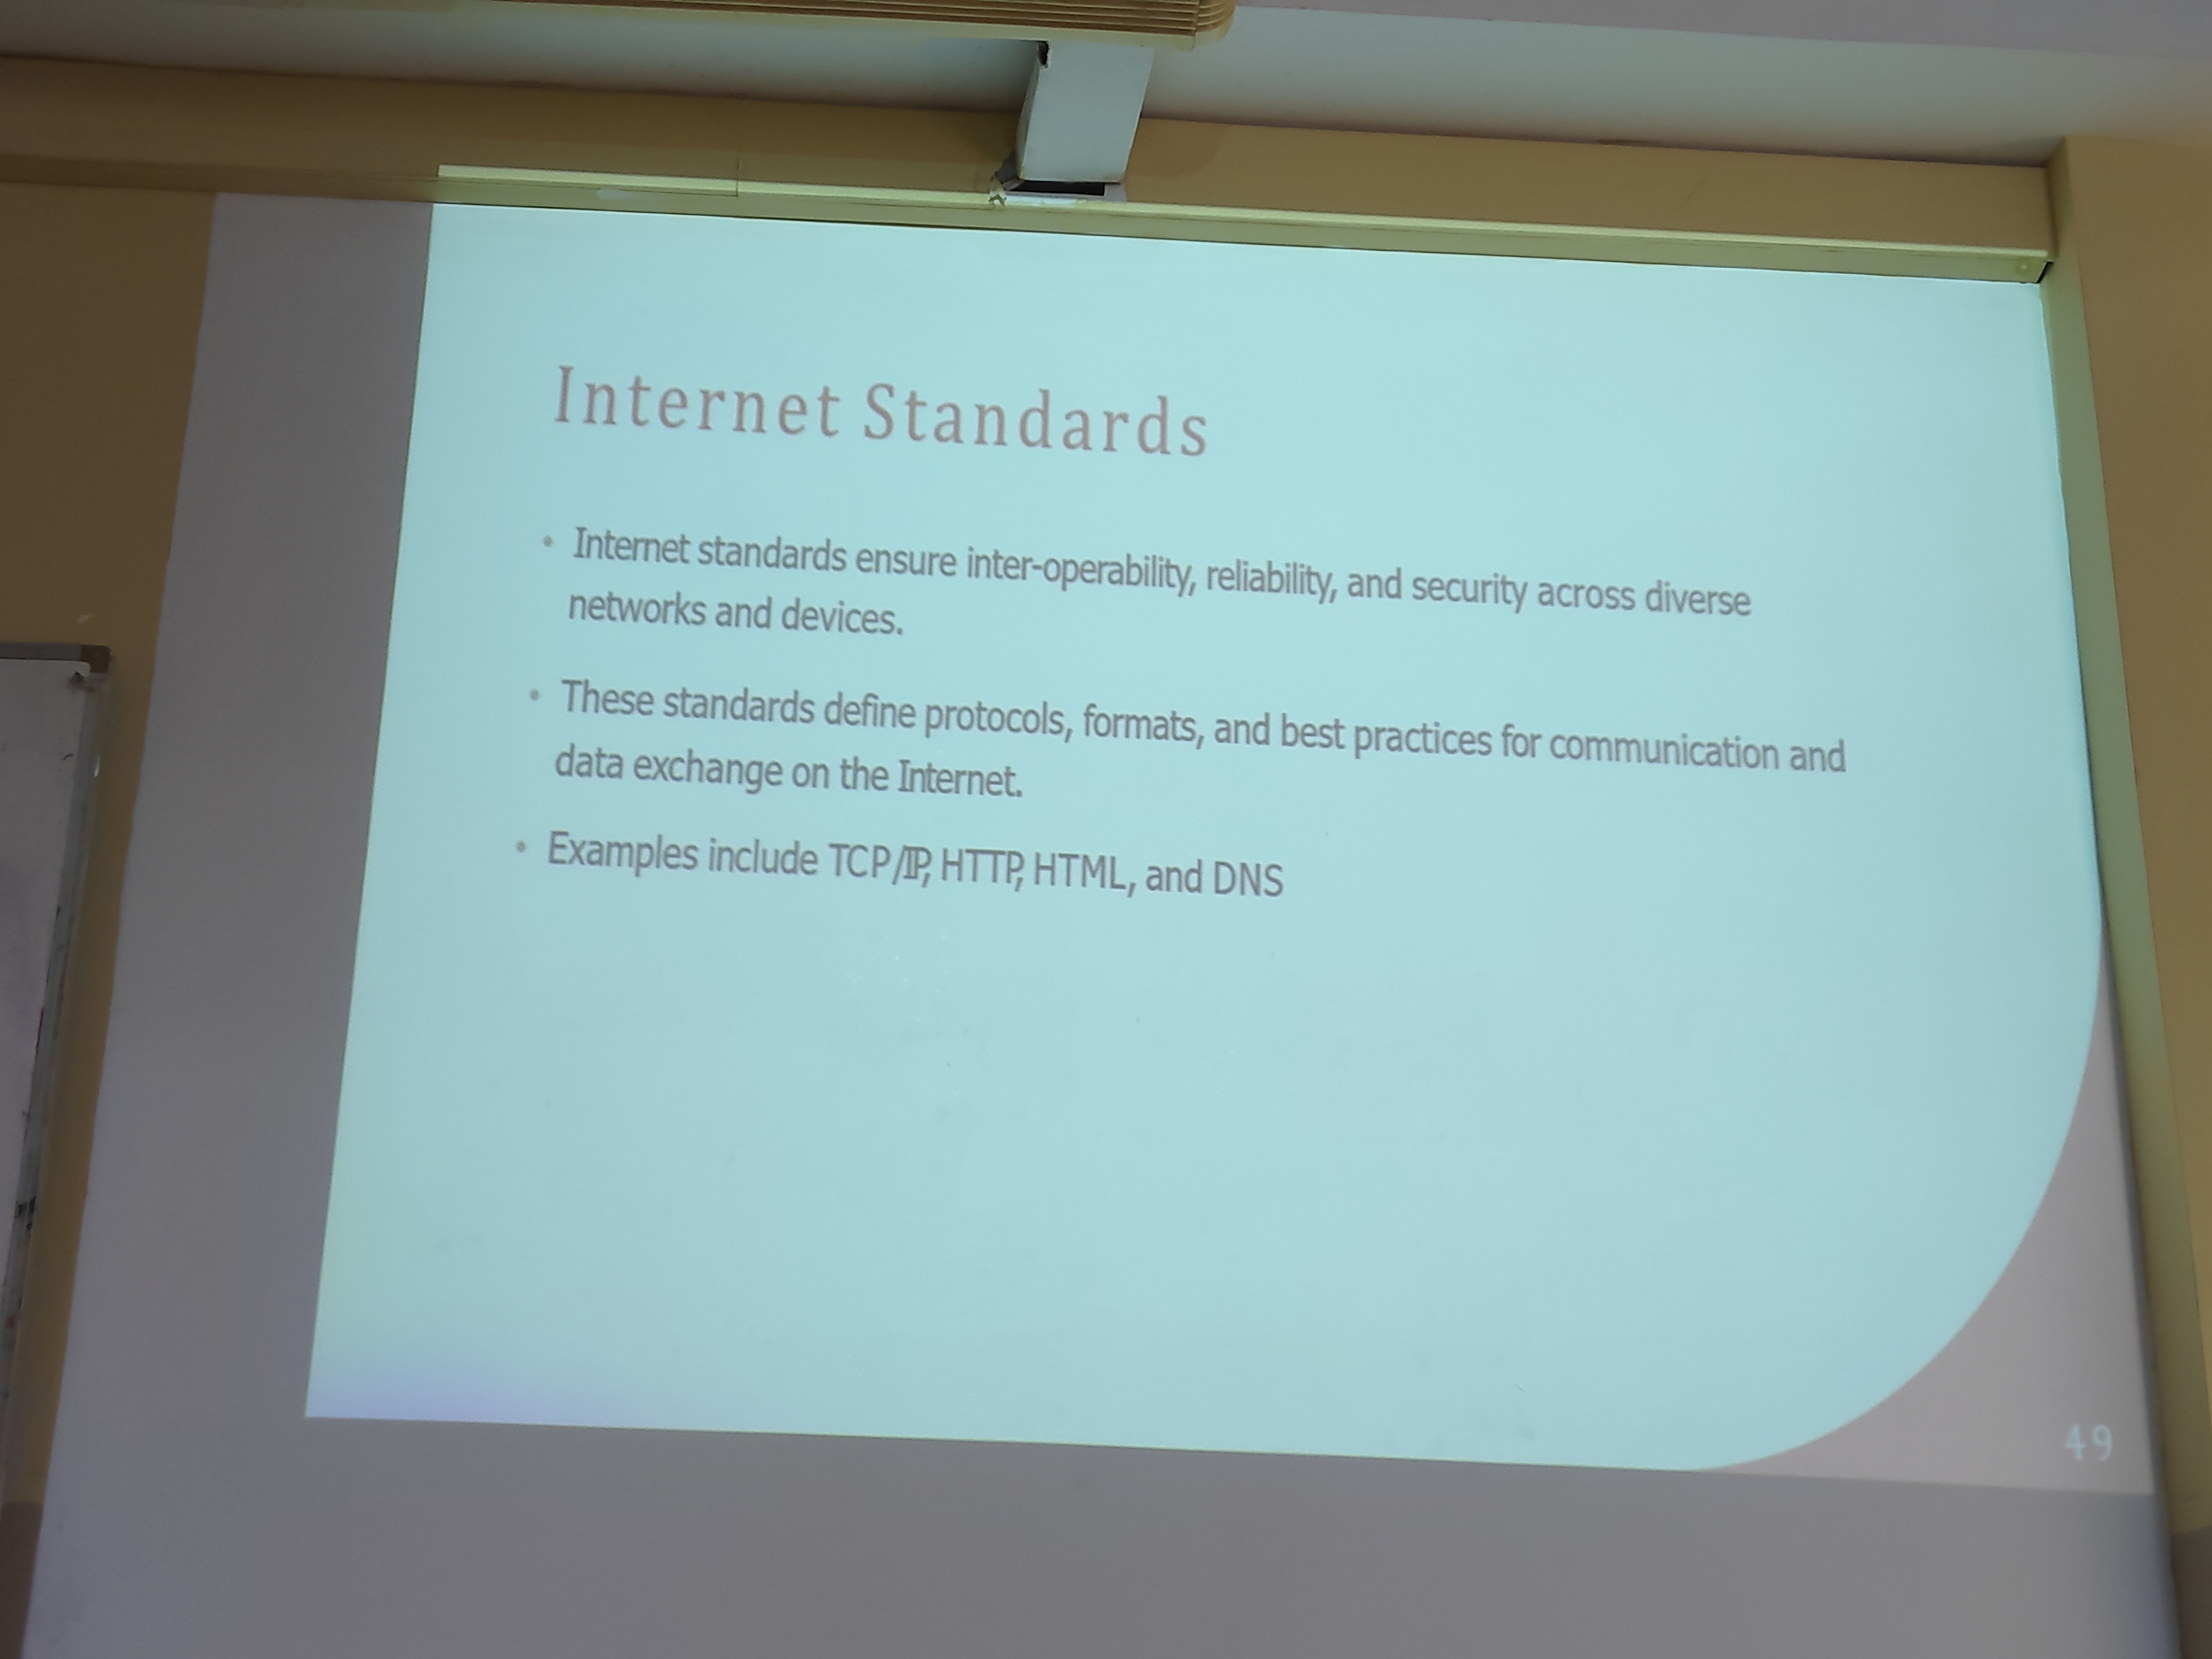 Internet Standards
• Internet standards ensure inter-operability, reliability, and security across diverse
networks and devices.
• These standards define protocols, formats, and best practices for communication and
data exchange on the Internet.
• Examples include TCP/IP, HTTP, HTML, and DNS
49